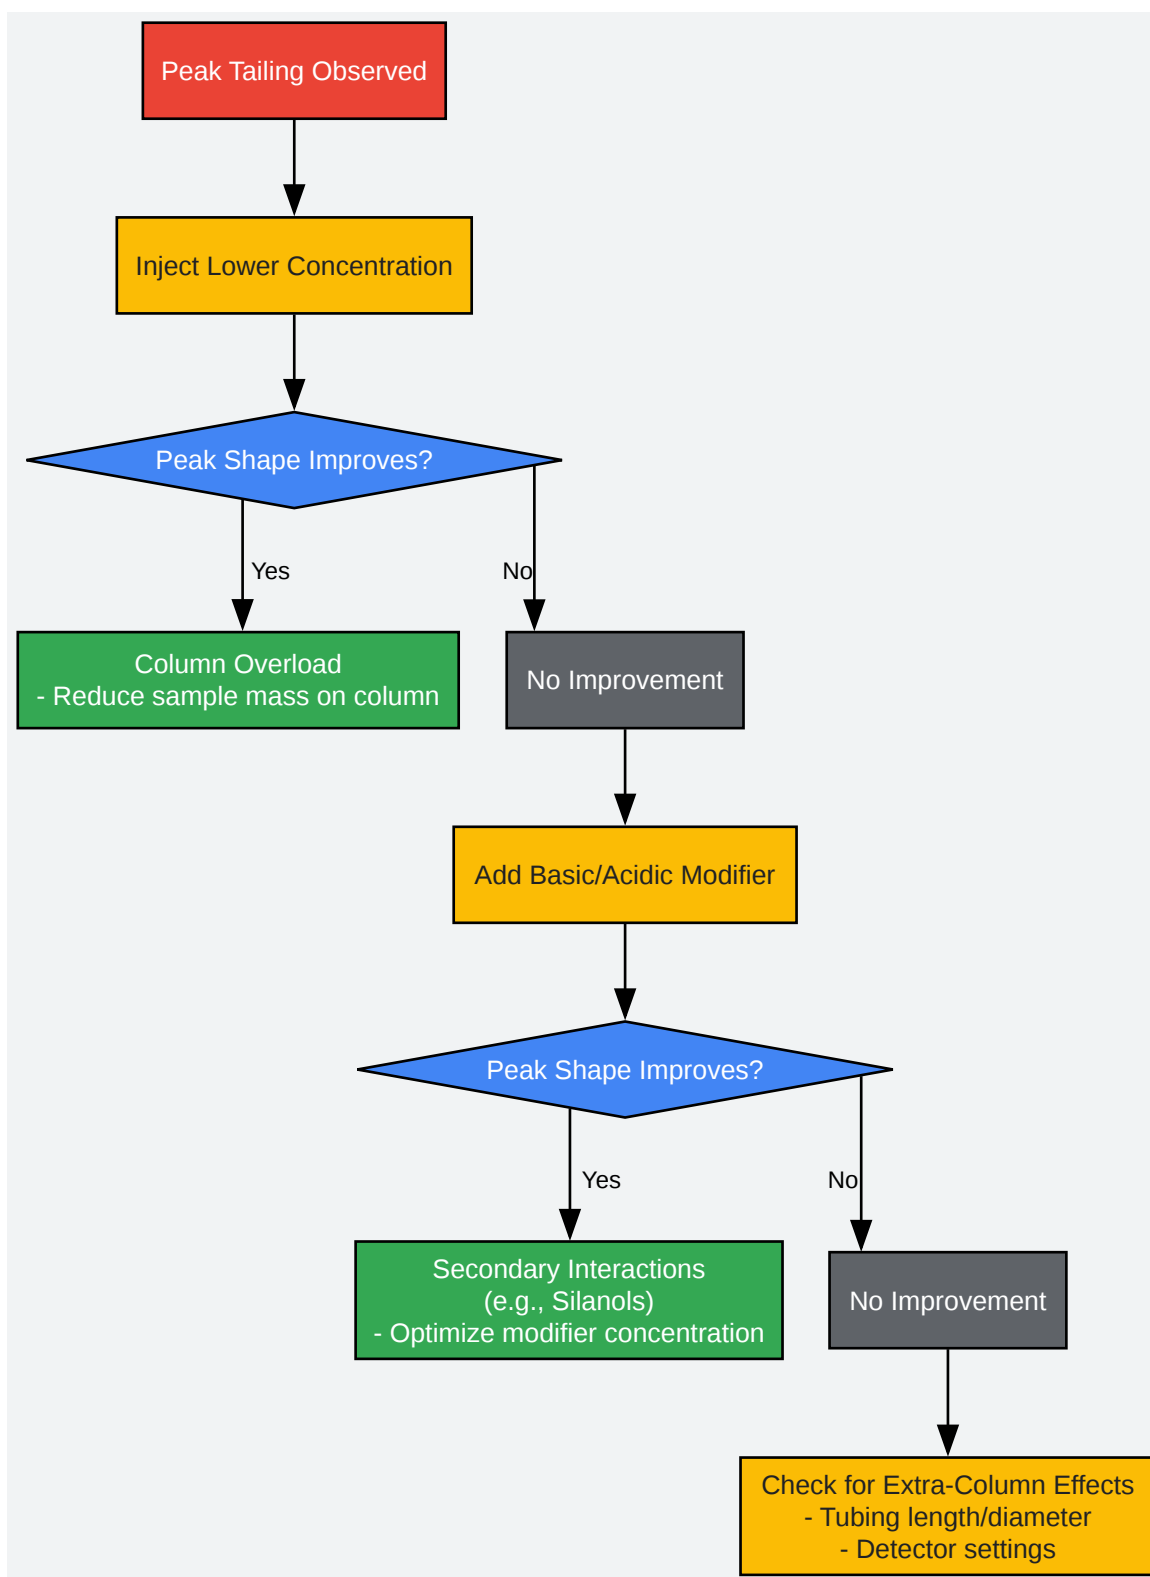 Peak Tailing Observed
Inject Lower Concentration
Peak Shape Improves?
Yes
No
Column Overload
- Reduce sample mass on column
No Improvement
Add Basic/Acidic Modifier
Peak Shape Improves?
Yes
No
Secondary Interactions
(e.g., Silanols)
- Optimize modifier concentration
No Improvement
Check for Extra-Column Effects
- Tubing length/diameter
- Detector settings